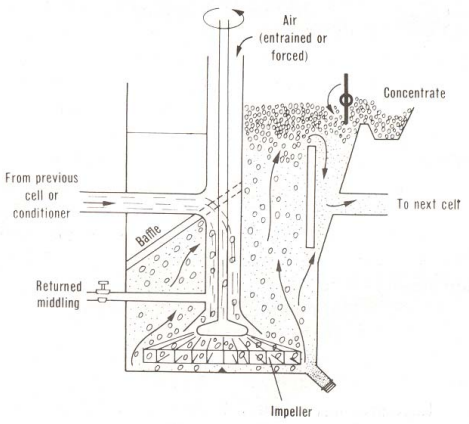 Air
(entrained or
forced)
Concentrate
From previous
cell or
conditioner
To next cell
Baffle
Returned
middling
Impeller